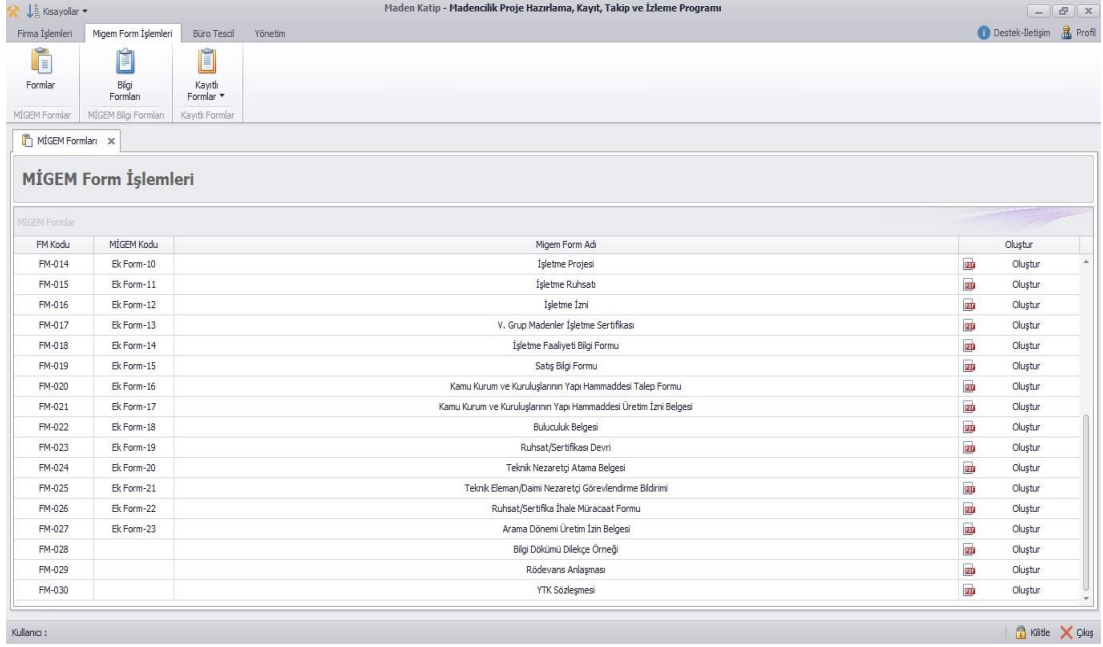 Kısayollar
Maden Katip - Madencilik Proje Hazırlama, Kayıt, Takip ve İzleme Programı
Firma İşlemleri Migem Form İşlemleri Büro Tescil Yönetim Destek-İletişim Profil
Formlar
Bilgi Formları
Kayıtlı Formlar
MİGEM Formlar MİGEM Bilgi Formları Kayıtlı Formlar
MİGEM Formları
MİGEM Form İşlemleri
MİGEM Formlar
FM Kodu MİGEM Kodu Migem Form Adı Oluştur
FM-014 Ek Form-10 İşletme Projesi Oluştur
FM-015 Ek Form-11 İşletme Ruhsatı Oluştur
FM-016 Ek Form-12 İşletme İzni Oluştur
FM-017 Ek Form-13 V. Grup Madenler İşletme Sertifikası Oluştur
FM-018 Ek Form-14 İşletme Faaliyeti Bilgi Formu Oluştur
FM-019 Ek Form-15 Satış Bilgi Formu Oluştur
FM-020 Ek Form-16 Kamu Kurum ve Kuruluşlarının Yapı Hammaddesi Talep Formu Oluştur
FM-021 Ek Form-17 Kamu Kurum ve Kuruluşlarının Yapı Hammaddesi Üretim İzni Belgesi Oluştur
FM-022 Ek Form-18 Buluculuk Belgesi Oluştur
FM-023 Ek Form-19 Ruhsat/Sertifikası Devri Oluştur
FM-024 Ek Form-20 Teknik Nezaretçi Atama Belgesi Oluştur
FM-025 Ek Form-21 Teknik Eleman/Daimi Nezaretçi Görevlendirme Bildirimi Oluştur
FM-026 Ek Form-22 Ruhsat/Sertifika İhale Müracaat Formu Oluştur
FM-027 Ek Form-23 Arama Dönemi Üretim İzin Belgesi Oluştur
FM-028 Bilgi Dökümü Dilekçe Örneği Oluştur
FM-029 Rödevans Anlaşması Oluştur
FM-030 YTK Sözleşmesi Oluştur
Kullanıcı : Kilitle Çıkış